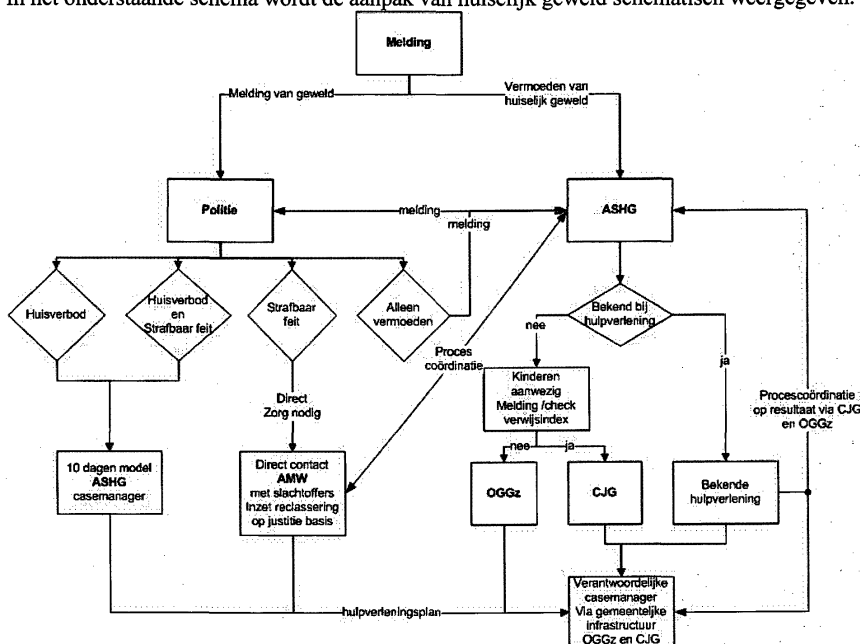 In het onderstaande schema wordt de aanpak van huiselijk geweld schematisch weergegeven.
Melding
Melding van geweld
Vermoeden van
huiselijk geweld
Politie
melding
melding
ASHG
Huisverbod
Huisverbod
en
Strafbaar feit
Strafbaar
feit
Alleen
vermoeden
Bekend bij
hulpverlening
nee
ja
Proces
coördinatie
Kinderen
aanwezig
Melding /check
verwijsindex
Direct
Zorg nodig
Procescoördinatie
op resultaat via CJG
en OGGz
nee
ja
10 dagen model
ASHG
casemanager
Direct contact
AMW
met slachtoffers
Inzet reclassering
op justitie basis
OGGz
CJG
Bekende
hulpverlening
hulpverleningsplan
Verantwoordelijke
casemanager
Via gemeentelijke
infrastructuur
OGGz en CJG